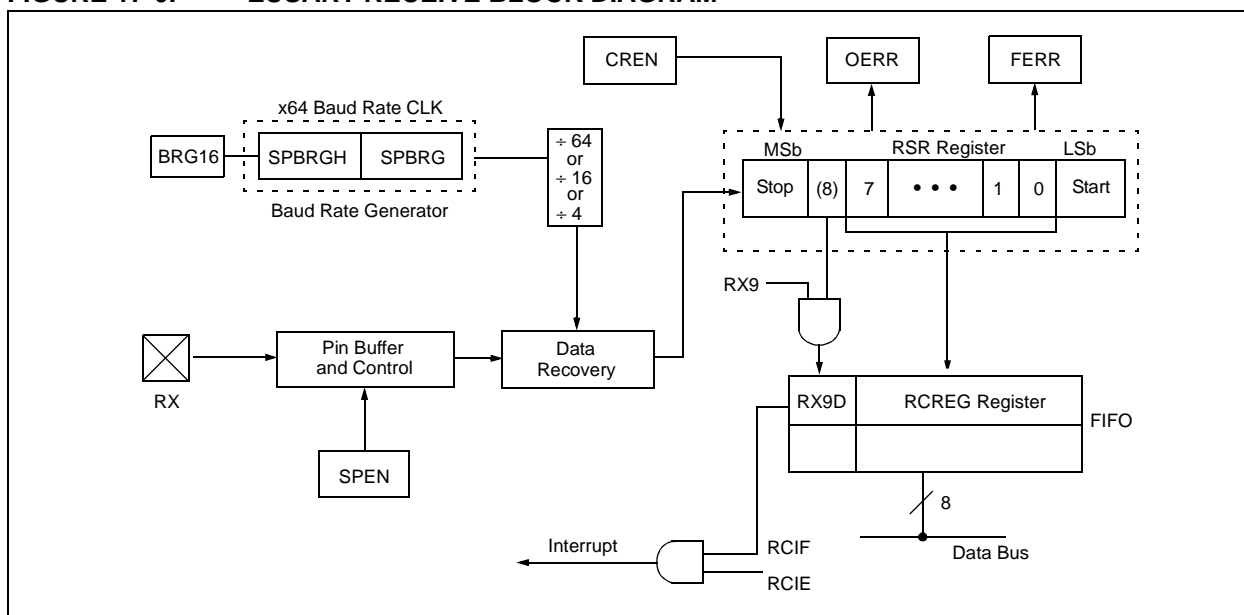 CREN
OERR
FERR
x64 Baud Rate CLK
BRG16
SPBRGH
SPBRG
÷ 64
or
÷ 16
or
÷ 4
Baud Rate Generator
MSb
RSR Register
LSb
Stop
(8)
7
• • •
1
0
Start
RX9
Pin Buffer
and Control
Data
Recovery
RX
SPEN
RX9D
RCREG Register
FIFO
8
Interrupt
RCIF
RCIE
Data Bus